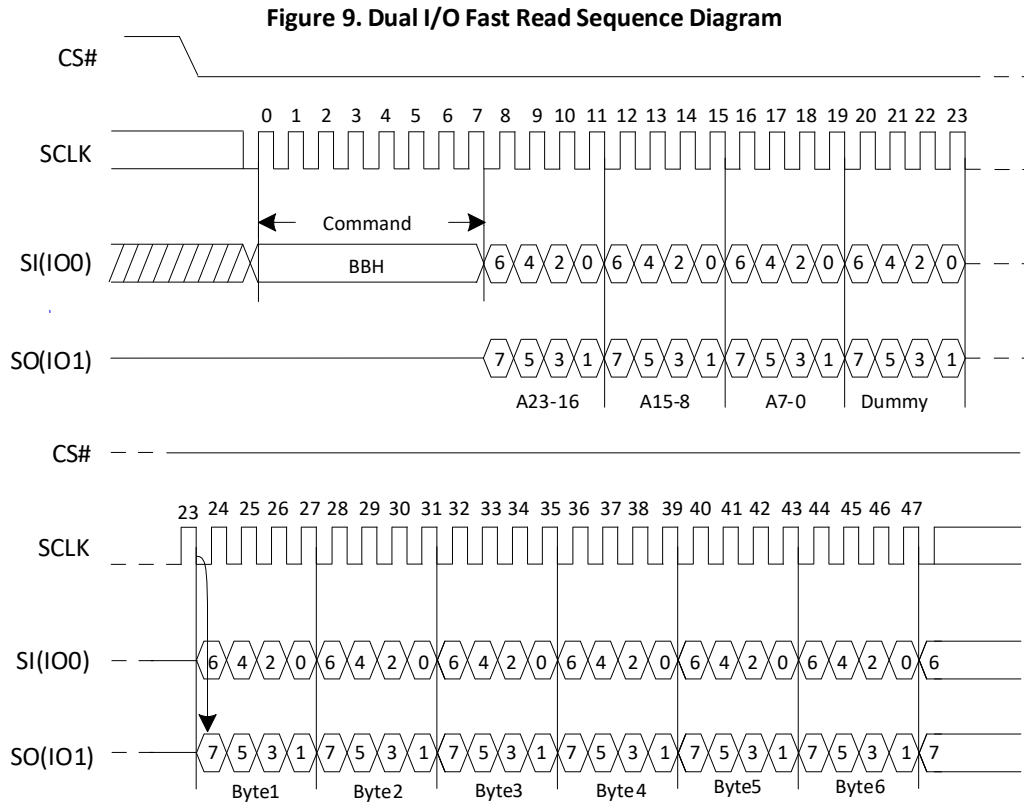 Figure 9. Dual I/O Fast Read Sequence Diagram
CS#
0 1 2 3 4 5 6 7 8 9 10 11 12 13 14 15 16 17 18 19 20 21 22 23
SCLK
Command
SI(IO0) BBH 6 4 2 0 6 4 2 0 6 4 2 0 6 4 2 0
SO(IO1) 7 5 3 1 7 5 3 1 7 5 3 1 7 5 3 1
A23-16 A15-8 A7-0 Dummy
CS#
23 24 25 26 27 28 29 30 31 32 33 34 35 36 37 38 39 40 41 42 43 44 45 46 47
SCLK
SI(IO0) 6 4 2 0 6 4 2 0 6 4 2 0 6 4 2 0 6 4 2 0 6 4 2 0 6
SO(IO1) 7 5 3 1 7 5 3 1 7 5 3 1 7 5 3 1 7 5 3 1 7 5 3 1 7
Byte1 Byte2 Byte3 Byte4 Byte5 Byte6